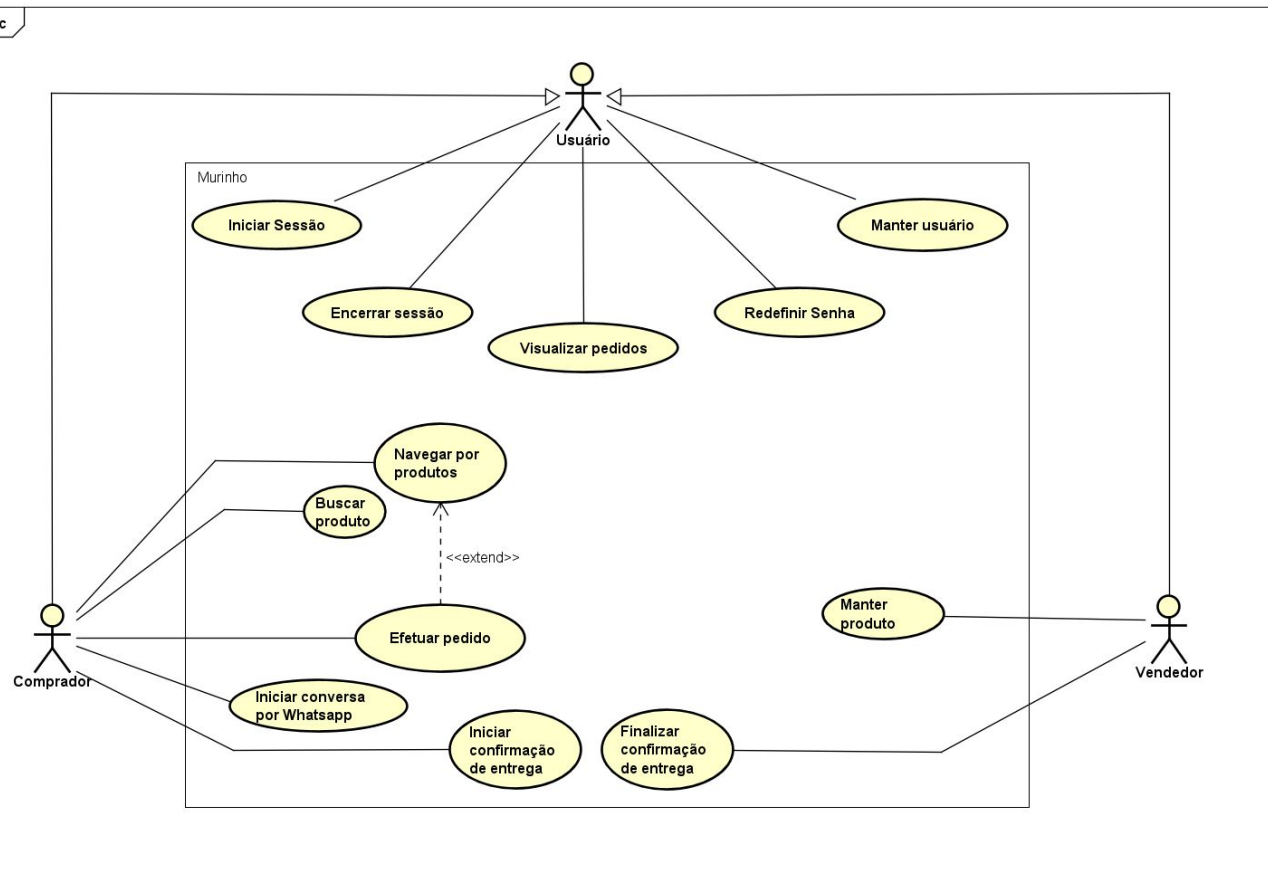 c
Usuário
Murinho
Iniciar Sessão
Manter usuário
Encerrar sessão
Redefinir Senha
Visualizar pedidos
Navegar por
produtos
Buscar
produto
<<extend>>
Manter
produto
Efetuar pedido
Comprador
Vendedor
Iniciar conversa
por Whatsapp
Iniciar
confirmação
de entrega
Finalizar
confirmação
de entrega